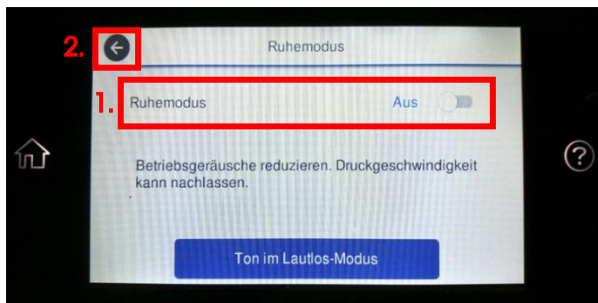 2.
Ruhemodus
1.
Ruhemodus Aus
?
Betriebsgeräusche reduzieren. Druckgeschwindigkeit
kann nachlassen.
Ton im Lautlos-Modus